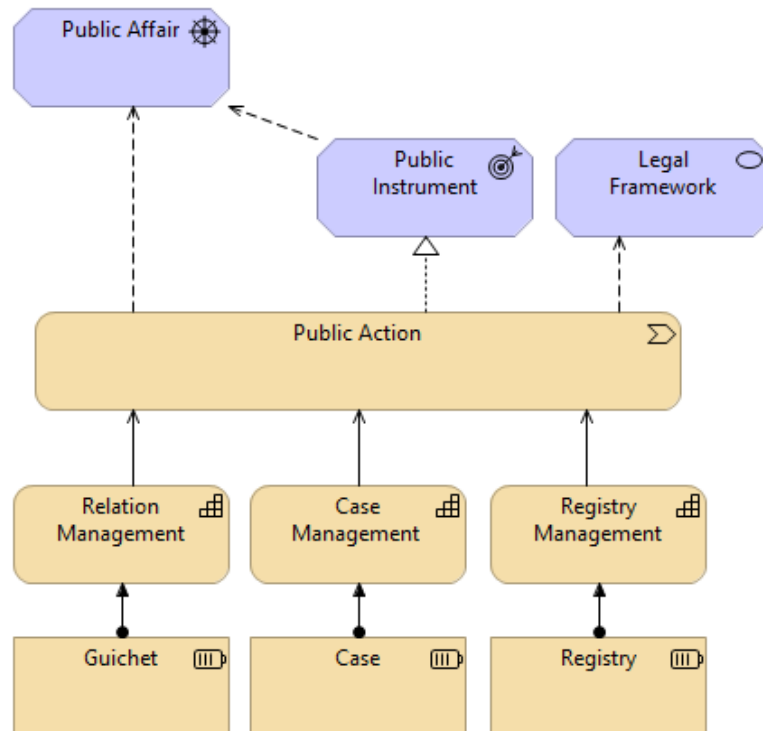 Public Affair
Public
Instrument
Legal
Framework
Public Action
Relation
Management
Case
Management
Registry
Management
Guichet
Case
Registry